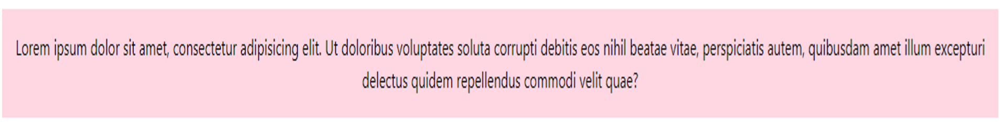 Lorem ipsum dolor sit amet, consectetur adipisicing elit. Ut doloribus voluptates soluta corrupti debitis eos nihil beatae vitae, perspiciatis autem, quibusdam amet illum excepturi
delectus quidem repellendus commodi velit quae?